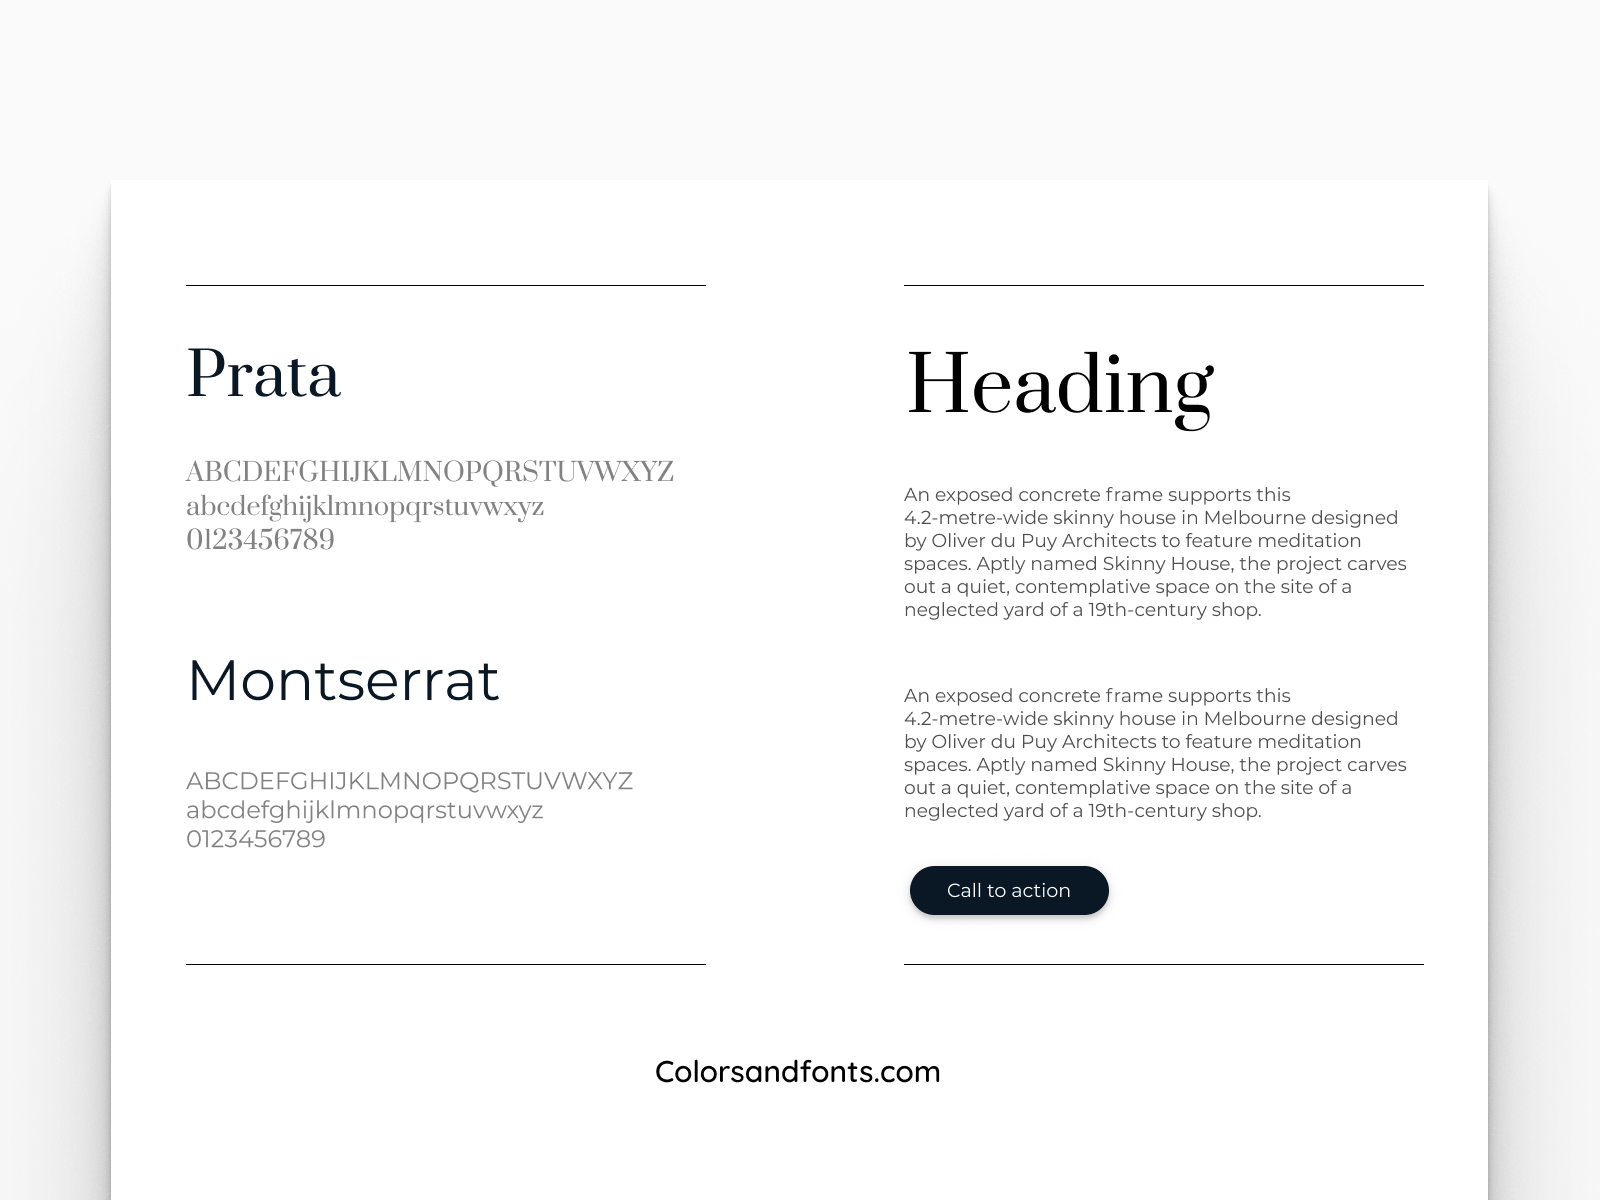 Prata
ABCDEFGHIJKLMNOPQRSTUVWXYZ
abcdefghijklmnopqrstuvwxyz
0123456789
Montserrat
ABCDEFGHIJKLMNOPQRSTUVWXYZ
abcdefghijklmnopqrstuvwxyz
0123456789
Heading
An exposed concrete frame supports this
4.2-metre-wide skinny house in Melbourne designed
by Oliver du Puy Architects to feature meditation
spaces. Aptly named Skinny House, the project carves
out a quiet, contemplative space on the site of a
neglected yard of a 19th-century shop.
An exposed concrete frame supports this
4.2-metre-wide skinny house in Melbourne designed
by Oliver du Puy Architects to feature meditation
spaces. Aptly named Skinny House, the project carves
out a quiet, contemplative space on the site of a
neglected yard of a 19th-century shop.
Call to action
Colorsandfonts.com